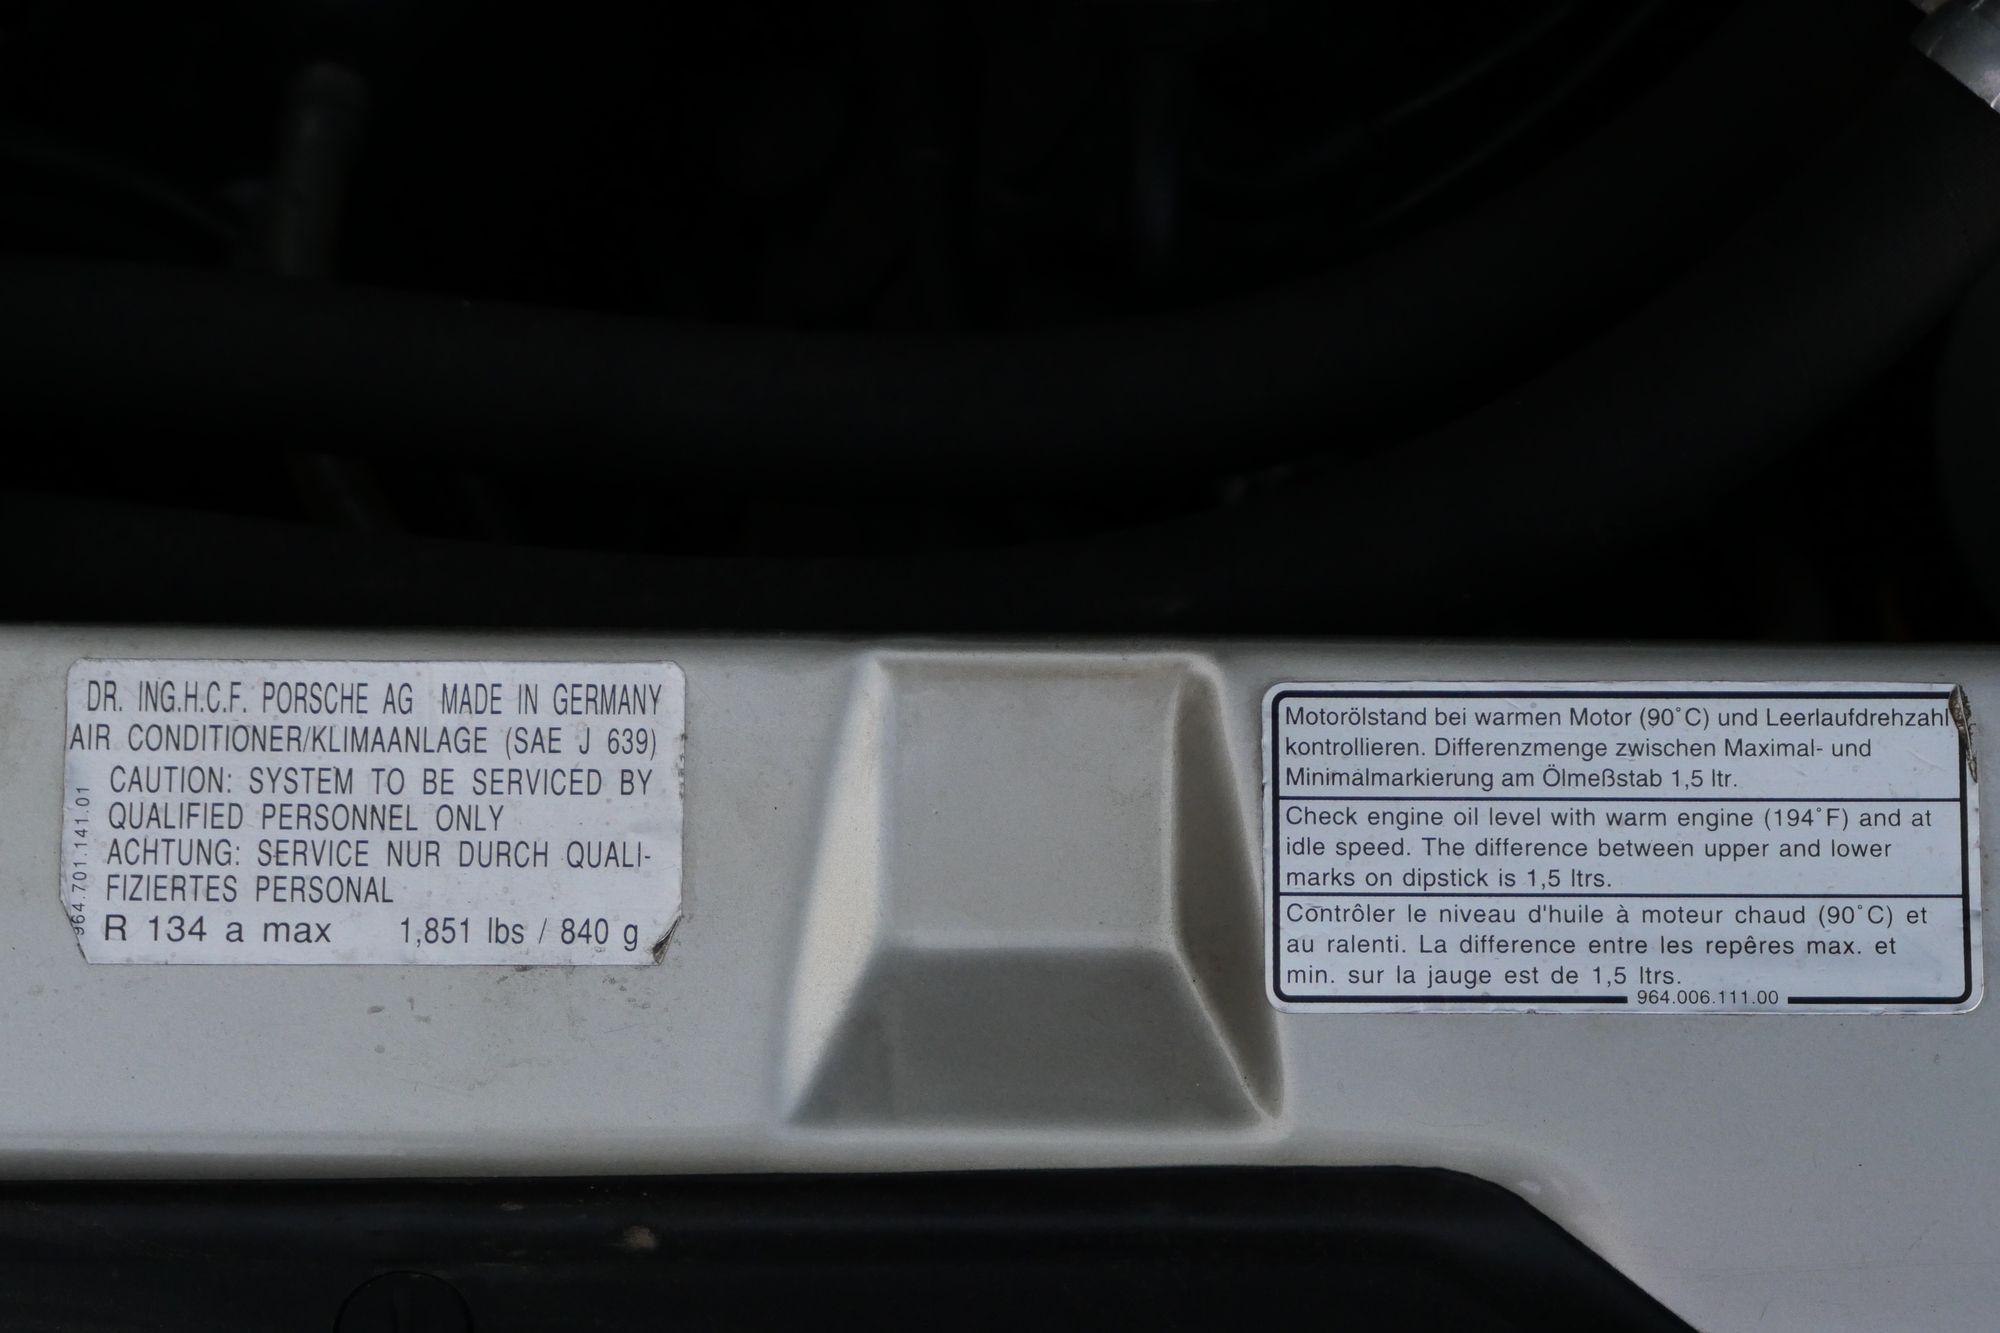 DR. ING.H.C.F. PORSCHE AG MADE IN GERMANY
AIR CONDITIONER/KLIMAANLAGE (SAE J 639)
CAUTION: SYSTEM TO BE SERVICED BY
QUALIFIED PERSONNEL ONLY
ACHTUNG: SERVICE NUR DURCH QUALI-
FIZIERTES PERSONAL
R 134 a max 1,851 lbs / 840 g
964.701.141.01
Motorölstand bei warmen Motor (90°C) und Leerlaufdrehzahl
kontrollieren. Differenzmenge zwischen Maximal- und
Minimalmarkierung am Ölmeßstab 1,5 ltr.
Check engine oil level with warm engine (194°F) and at
idle speed. The difference between upper and lower
marks on dipstick is 1,5 ltrs.
Contrôler le niveau d'huile à moteur chaud (90°C) et
au ralenti. La difference entre les repêres max. et
min. sur la jauge est de 1,5 ltrs.
964.006.111.00